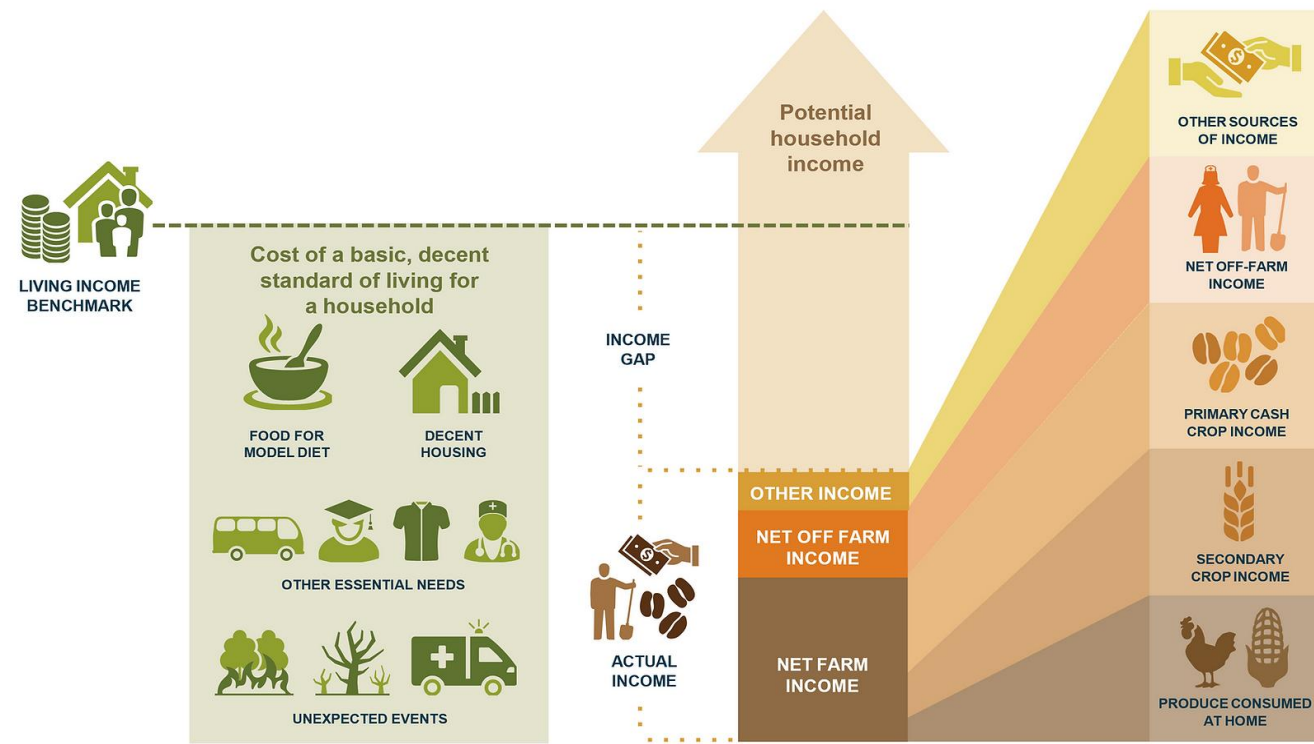 LIVING INCOME
BENCHMARK
Cost of a basic, decent
standard of living for
a household
FOOD FOR
MODEL DIET
DECENT
HOUSING
OTHER ESSENTIAL NEEDS
UNEXPECTED EVENTS
INCOME
GAP
ACTUAL
INCOME
Potential
household
income
OTHER INCOME
NET OFF FARM
INCOME
NET FARM
INCOME
$
$
OTHER SOURCES
OF INCOME
NET OFF-FARM
INCOME
PRIMARY CASH
CROP INCOME
SECONDARY
CROP INCOME
PRODUCE CONSUMED
AT HOME